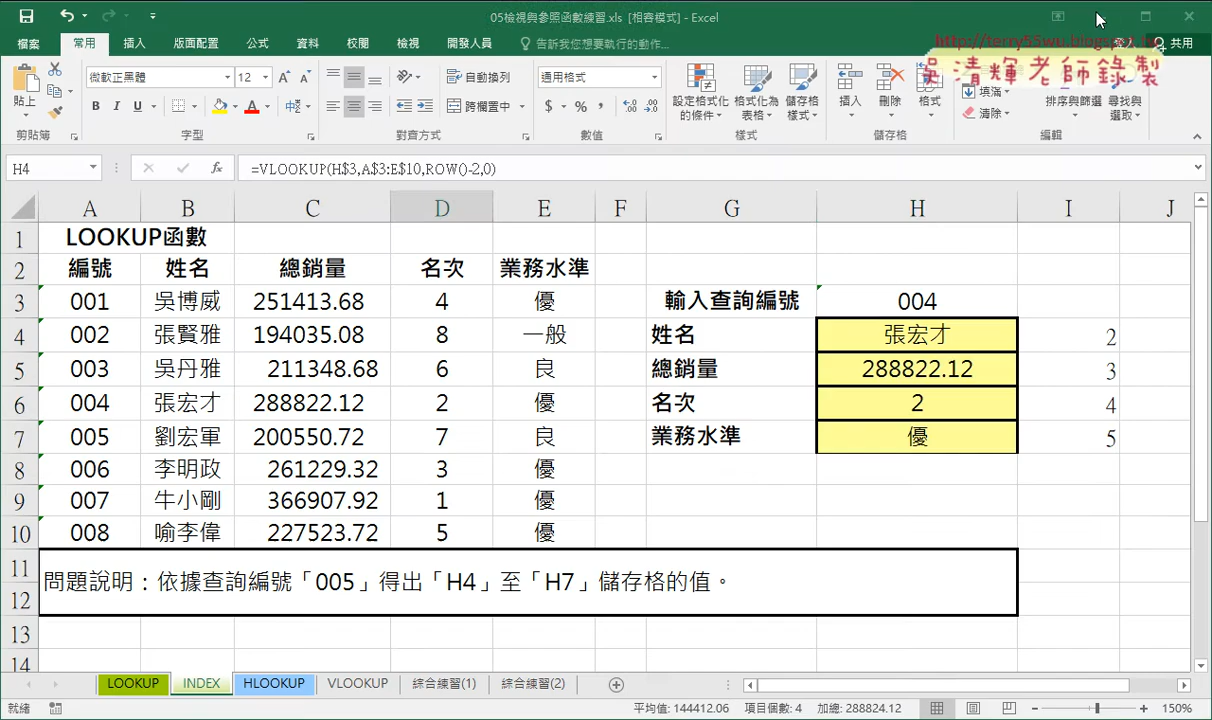 05檢視與參照函數練習.xls [相容模式] - Excel
檔案 常用 插入 版面配置 公式 資料 校閱 檢視 開發人員 告訴我您想要執行的動作... 登入 共用
http://terry55wu.blogspot.tw
吳清輝老師錄製
微軟正黑體 12 自動換列 通用格式
貼上 B I U 跨欄置中 $ % 設定格式化的條件 格式化為表格 儲存格樣式 插入 刪除 格式 填滿 清除 排序與篩選 尋找與選取
剪貼簿 字型 對齊方式 數值 樣式 儲存格 編輯
H4 fx =VLOOKUP(H$3,A$3:E$10,ROW()-2,0)
A B C D E F G H I J
1 LOOKUP函數
2 編號 姓名 總銷量 名次 業務水準
3 001 吳博威 251413.68 4 優 輸入查詢編號 004
4 002 張賢雅 194035.08 8 一般 姓名 張宏才 2
5 003 吳丹雅 211348.68 6 良 總銷量 288822.12 3
6 004 張宏才 288822.12 2 優 名次 2 4
7 005 劉宏軍 200550.72 7 良 業務水準 優 5
8 006 李明政 261229.32 3 優
9 007 牛小剛 366907.92 1 優
10 008 喻李偉 227523.72 5 優
11
問題說明：依據查詢編號「005」得出「H4」至「H7」儲存格的值。
12
13
14
LOOKUP INDEX HLOOKUP VLOOKUP 綜合練習(1) 綜合練習(2)
就緒 平均值: 144412.06 項目個數: 4 加總: 288824.12 150%